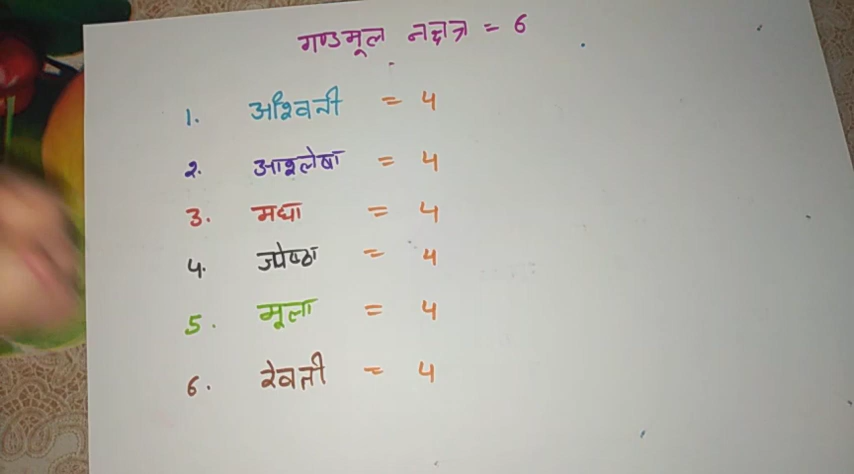 गण्डमूल नक्षत्र = 6
1. अश्विनी = 4
2. आश्लेषा = 4
3. मघा = 4
4. ज्येष्ठा = 4
5. मूला = 4
6. रेवती = 4